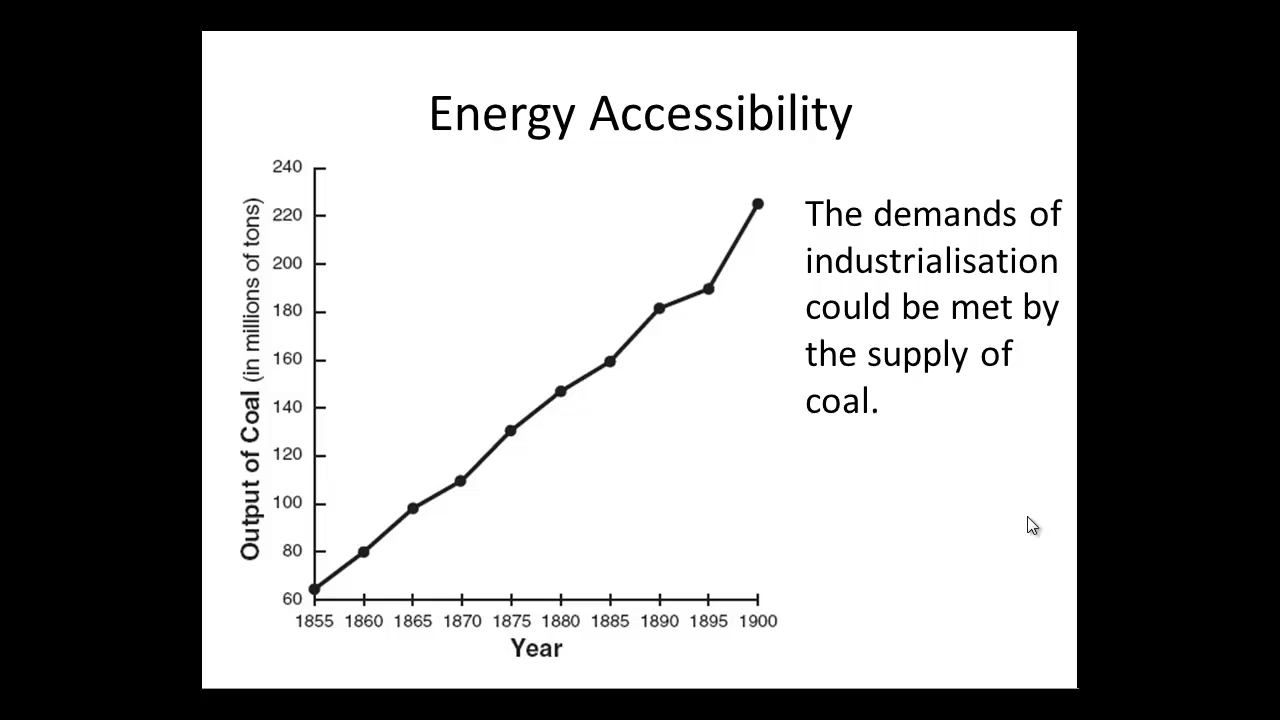 Energy Accessibility
240
220
200
180
160
140
120
100
80
60
Output of Coal (in millions of tons)
1855 1860 1865 1870 1875 1880 1885 1890 1895 1900
Year
The demands of
industrialisation
could be met by
the supply of
coal.